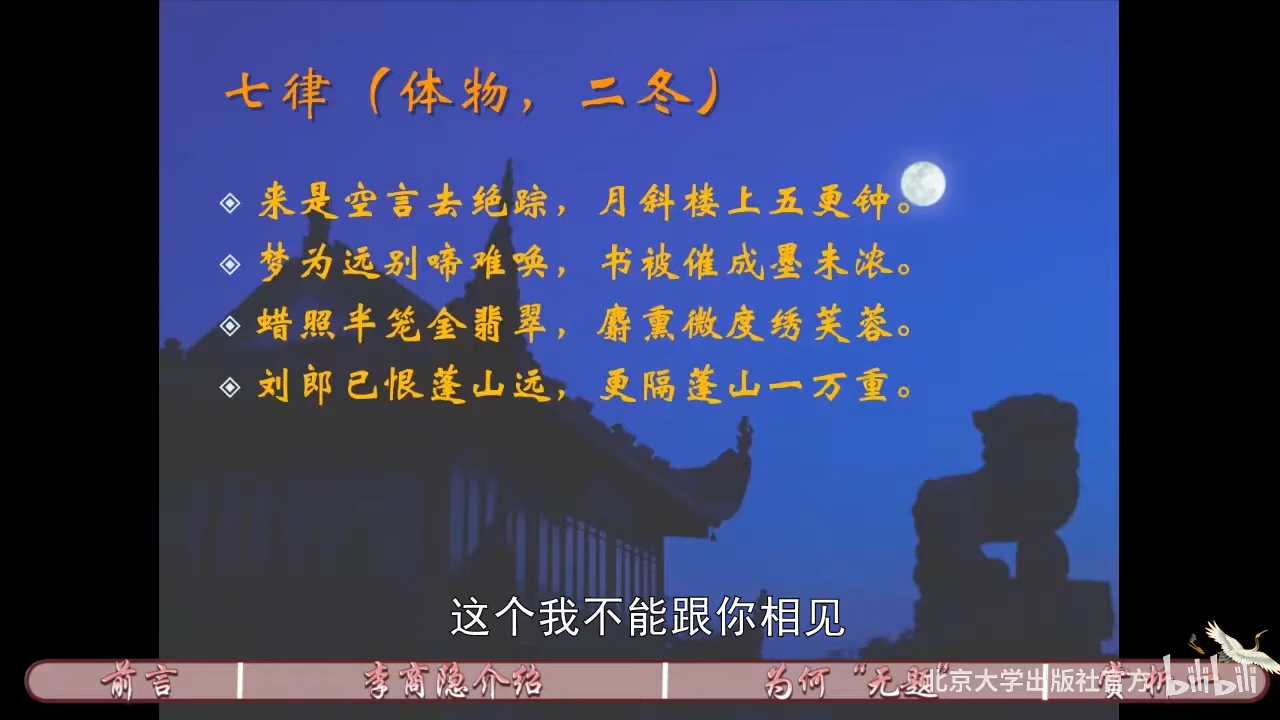 七律（体物，二冬）
来是空言去绝踪，月斜楼上五更钟。
梦为远别啼难唤，书被催成墨未浓。
蜡照半笼金翡翠，麝熏微度绣芙蓉。
刘郎已恨蓬山远，更隔蓬山一万重。
这个我不能跟你相见
前言 李商隐介绍 为何“无题” 赏析
北京大学出版社官方 bilibili